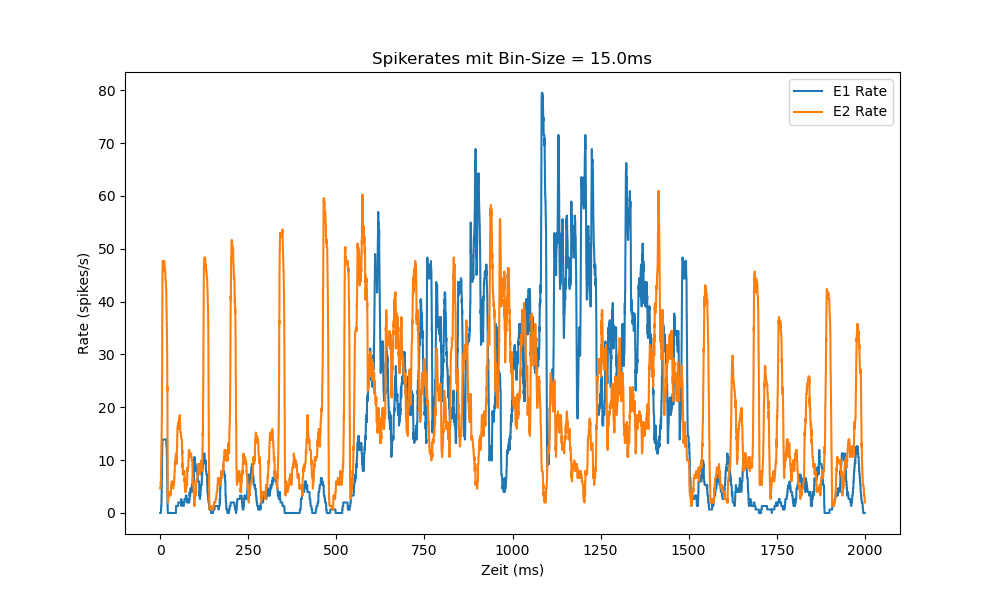 Spikerates mit Bin-Size = 15.0ms
E1 Rate
E2 Rate
80
70
60
50
40
30
20
10
0
Rate (spikes/s)
0 250 500 750 1000 1250 1500 1750 2000
Zeit (ms)